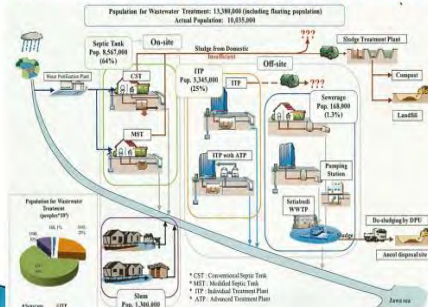 Population for Wastewater Treatment: 13,380,000 (including floating population)
Actual Population: 10,035,000
On-site
Septic Tank
Pop. 8,567,000
(64%)
Sludge from Domestic
Insufficient
???
Sludge Treatment Plant
Off-site
Water Purification Plant
CST
ITP
Pop. 3,345,000
(25%)
ITP
???
Sewerage
Pop. 168,000
(1.3%)
Compost
Landfill
MST
ITP with ATP
Pumping
Station
Setiabudi
WWTP
Population for Wastewater
Treatment
Sludge
De-sludging by DPU
Ancol disposal site
Slum
Pop. 1,300,000
* CST : Conventional Septic Tank
* MST : Modified Septic Tank
* ITP : Individual Treatment Plant
* ATP : Advanced Treatment Plant
Java sea